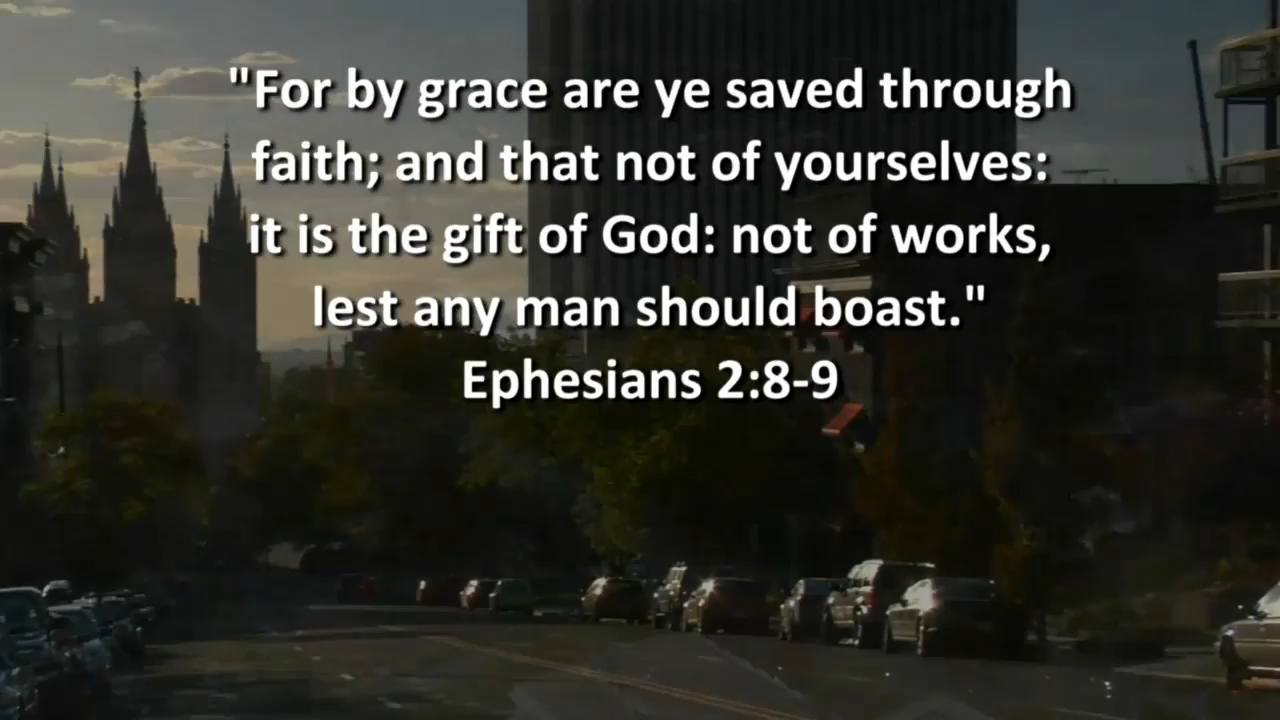 "For by grace are ye saved through
faith; and that not of yourselves:
it is the gift of God: not of works,
lest any man should boast."
Ephesians 2:8-9